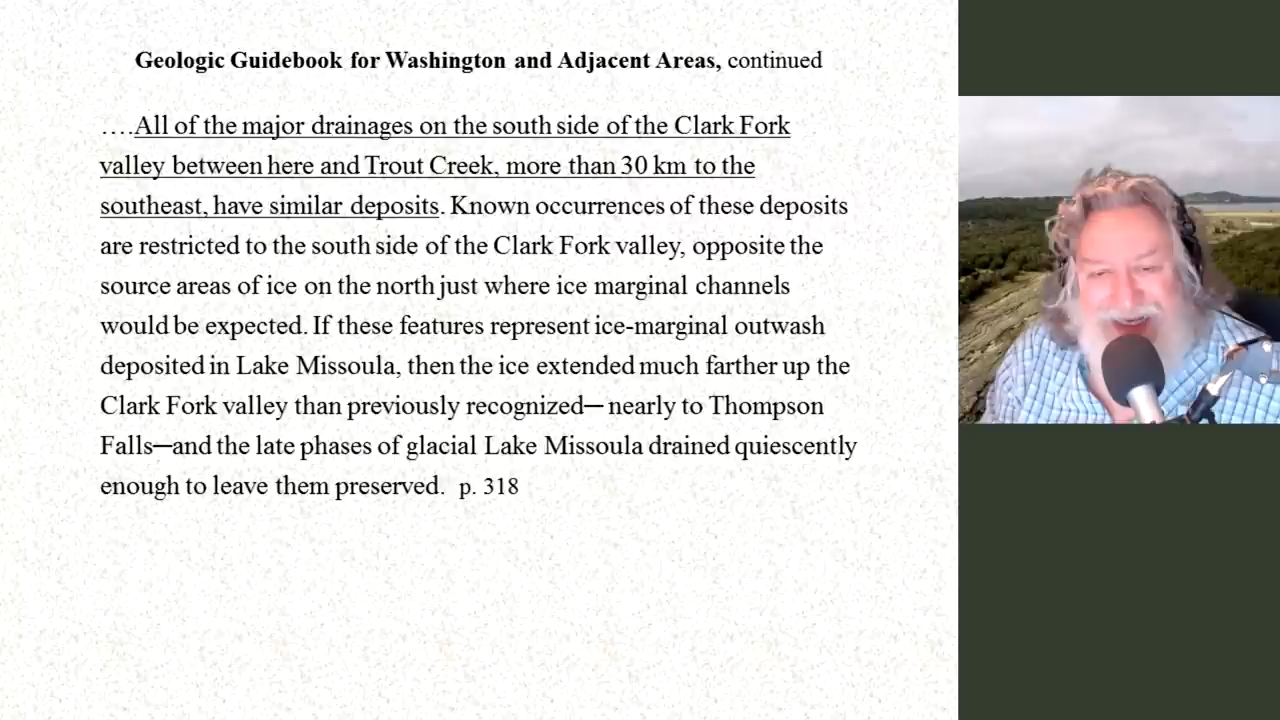 Geologic Guidebook for Washington and Adjacent Areas, continued
....All of the major drainages on the south side of the Clark Fork
valley between here and Trout Creek, more than 30 km to the
southeast, have similar deposits. Known occurrences of these deposits
are restricted to the south side of the Clark Fork valley, opposite the
source areas of ice on the north just where ice marginal channels
would be expected. If these features represent ice-marginal outwash
deposited in Lake Missoula, then the ice extended much farther up the
Clark Fork valley than previously recognized—nearly to Thompson
Falls—and the late phases of glacial Lake Missoula drained quiescently
enough to leave them preserved. p. 318